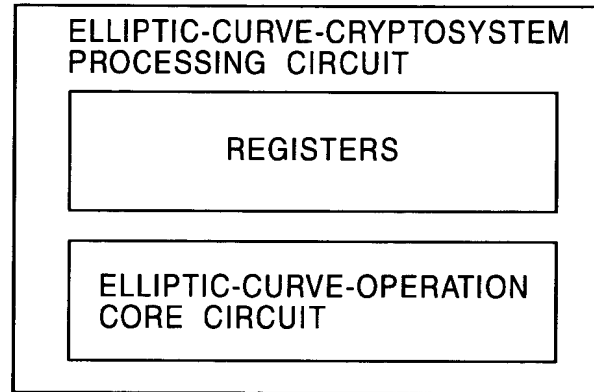 ELLIPTIC-CURVE-CRYPTOSYSTEM
PROCESSING CIRCUIT
REGISTERS
ELLIPTIC-CURVE-OPERATION
CORE CIRCUIT